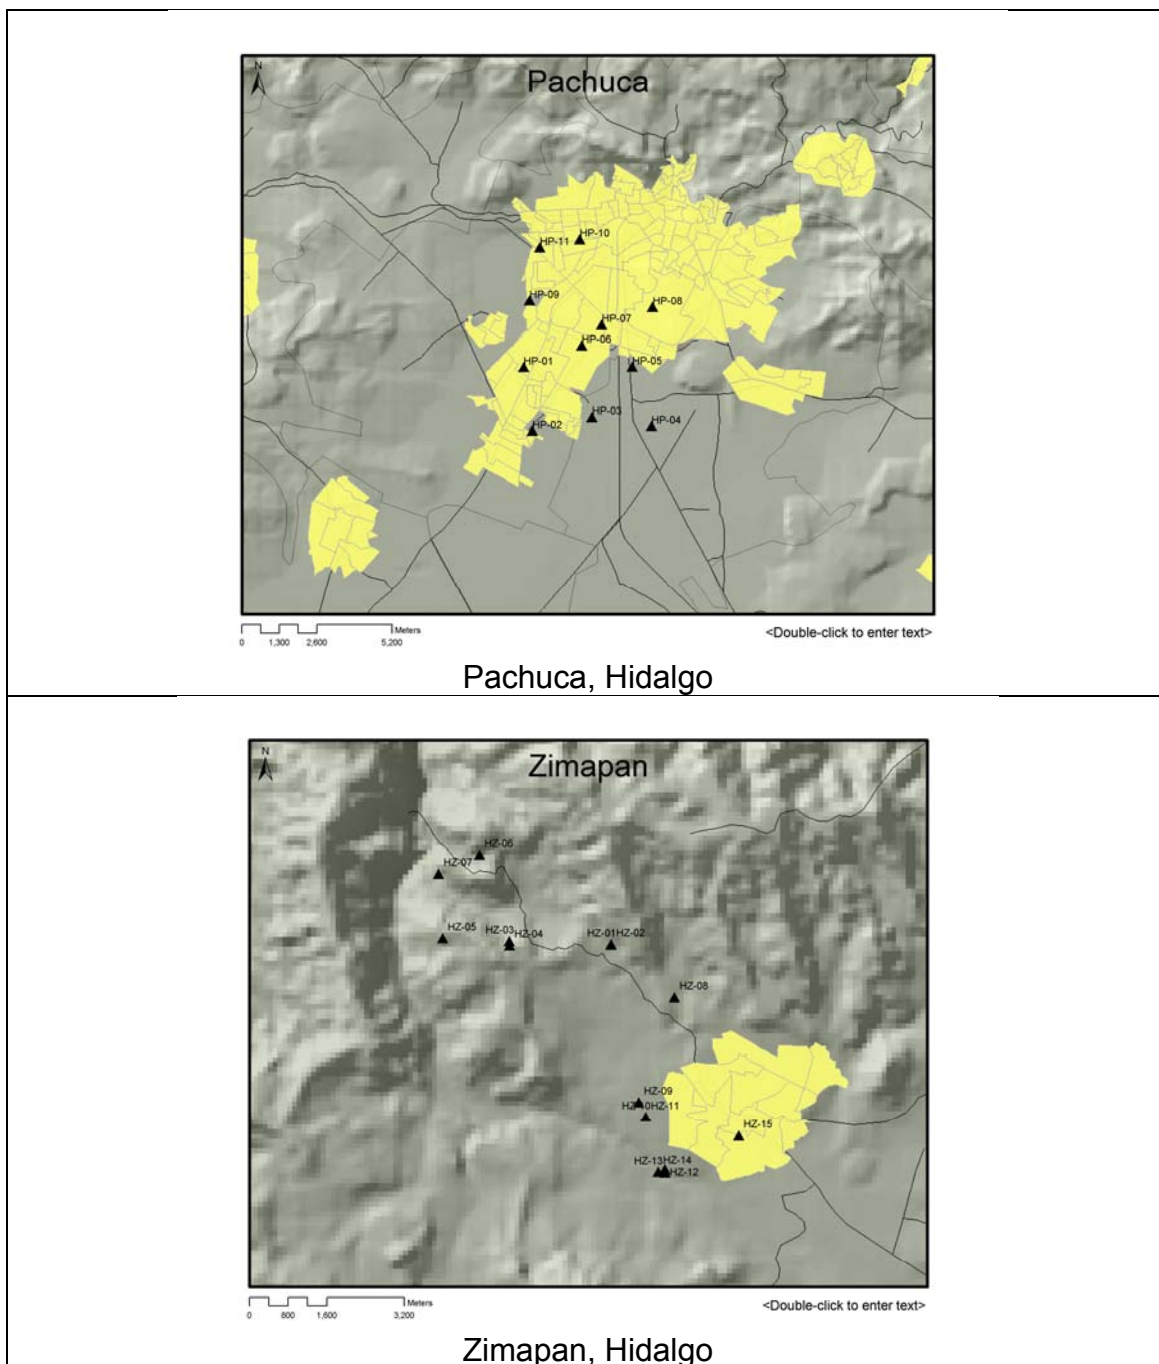 N
Pachuca
HP-10
HP-11
HP-09
HP-08
HP-07
HP-06
HP-01
HP-05
HP-03
HP-02
HP-04
Meters
0 1,300 2,600 5,200
<Double-click to enter text>
Pachuca, Hidalgo
N
Zimapan
HZ-06
HZ-07
HZ-05
HZ-03
HZ-04
HZ-01 HZ-02
HZ-08
HZ-09
HZ-10 HZ-11
HZ-15
HZ-13 HZ-14
HZ-12
Meters
0 800 1,600 3,200
<Double-click to enter text>
Zimapan, Hidalgo